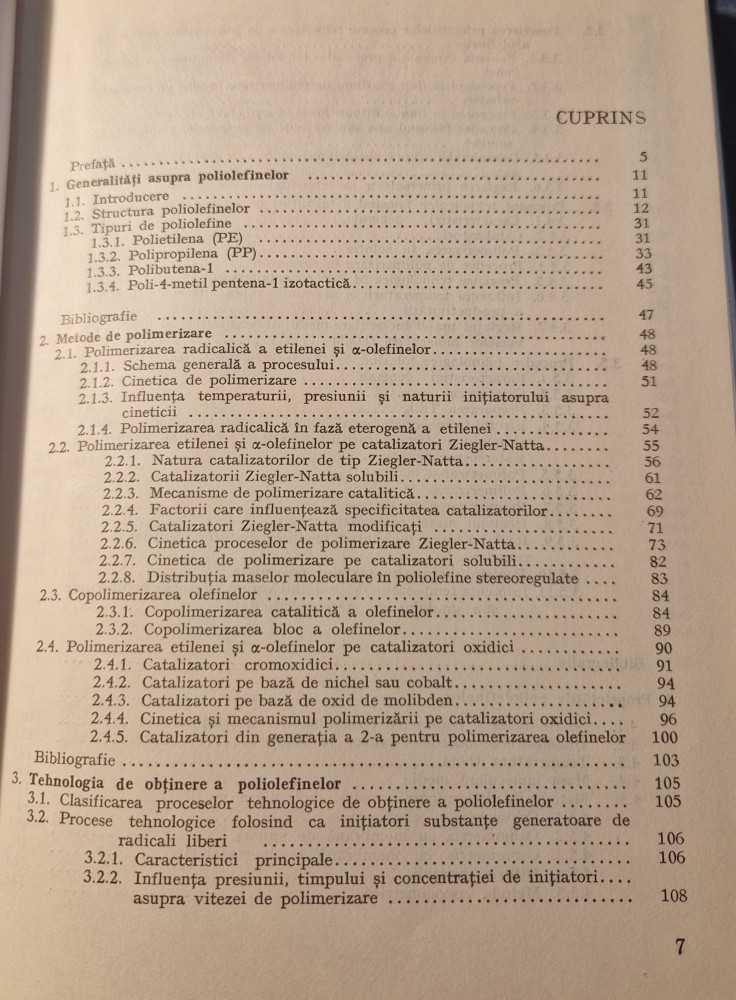 CUPRINS
Prefață 5
1. Generalități asupra poliolefinelor 11
1.1. Introducere 11
1.2. Structura poliolefinelor 12
1.3. Tipuri de poliolefine 31
1.3.1. Polietilena (PE) 31
1.3.2. Polipropilena (PP) 33
1.3.3. Polibutena-1 43
1.3.4. Poli-4-metil pentena-1 izotactică 45
Bibliografie 47
2. Metode de polimerizare 48
2.1. Polimerizarea radicalică a etilenei și α-olefinelor 48
2.1.1. Schema generală a procesului 48
2.1.2. Cinetica de polimerizare 51
2.1.3. Influența temperaturii, presiunii și naturii inițiatorului asupra
cineticii 52
2.1.4. Polimerizarea radicalică în fază eterogenă a etilenei 54
2.2. Polimerizarea etilenei și α-olefinelor pe catalizatori Ziegler-Natta 55
2.2.1. Natura catalizatorilor de tip Ziegler-Natta 56
2.2.2. Catalizatorii Ziegler-Natta solubili 61
2.2.3. Mecanisme de polimerizare catalitică 62
2.2.4. Factorii care influențează specificitatea catalizatorilor 69
2.2.5. Catalizatori Ziegler-Natta modificați 71
2.2.6. Cinetica proceselor de polimerizare Ziegler-Natta 73
2.2.7. Cinetica de polimerizare pe catalizatori solubili 82
2.2.8. Distribuția maselor moleculare în poliolefine stereoregulate 83
2.3. Copolimerizarea olefinelor 84
2.3.1. Copolimerizarea catalitică a olefinelor 84
2.3.2. Copolimerizarea bloc a olefinelor 89
2.4. Polimerizarea etilenei și α-olefinelor pe catalizatori oxidici 90
2.4.1. Catalizatori cromoxidici 91
2.4.2. Catalizatori pe bază de nichel sau cobalt 94
2.4.3. Catalizatori pe bază de oxid de molibden 94
2.4.4. Cinetica și mecanismul polimerizării pe catalizatori oxidici 96
2.4.5. Catalizatori din generația a 2-a pentru polimerizarea olefinelor 100
Bibliografie 103
3. Tehnologia de obținere a poliolefinelor 105
3.1. Clasificarea proceselor tehnologice de obținere a poliolefinelor 105
3.2. Procese tehnologice folosind ca inițiatori substanțe generatoare de
radicali liberi 106
3.2.1. Caracteristici principale 106
3.2.2. Influența presiunii, timpului și concentrației de inițiatori
asupra vitezei de polimerizare 108
7